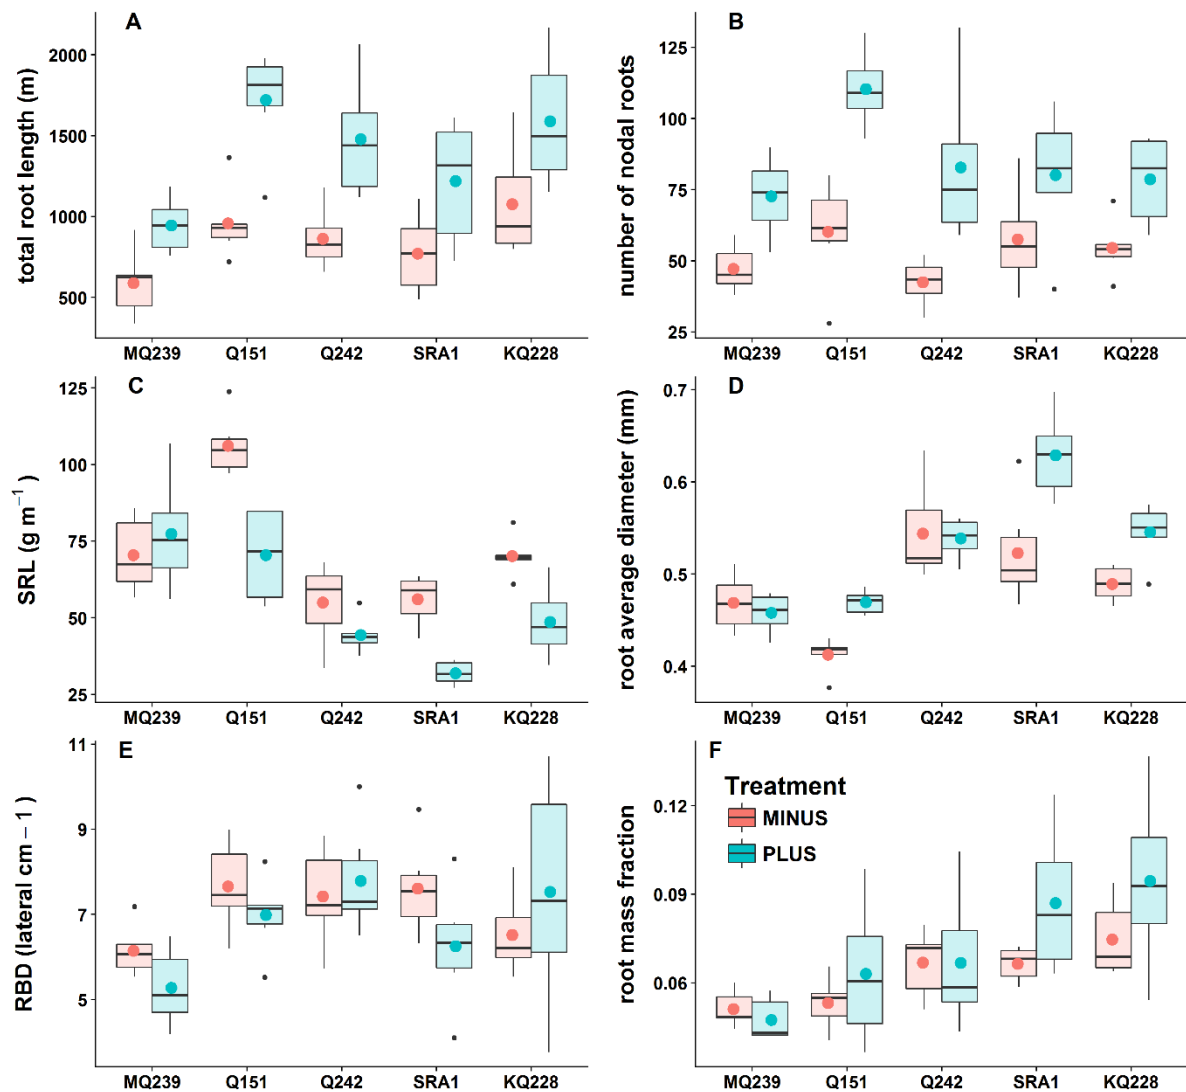 A
total root length (m)
2000
1500
1000
500
MQ239 Q151 Q242 SRA1 KQ228
B
number of nodal roots
125
100
75
50
25
MQ239 Q151 Q242 SRA1 KQ228
C
SRL (g m⁻¹)
125
100
75
50
25
MQ239 Q151 Q242 SRA1 KQ228
D
root average diameter (mm)
0.7
0.6
0.5
0.4
MQ239 Q151 Q242 SRA1 KQ228
E
RBD (lateral cm − 1)
11
9
7
5
MQ239 Q151 Q242 SRA1 KQ228
F
root mass fraction
0.12
0.09
0.06
Treatment
MINUS
PLUS
MQ239 Q151 Q242 SRA1 KQ228